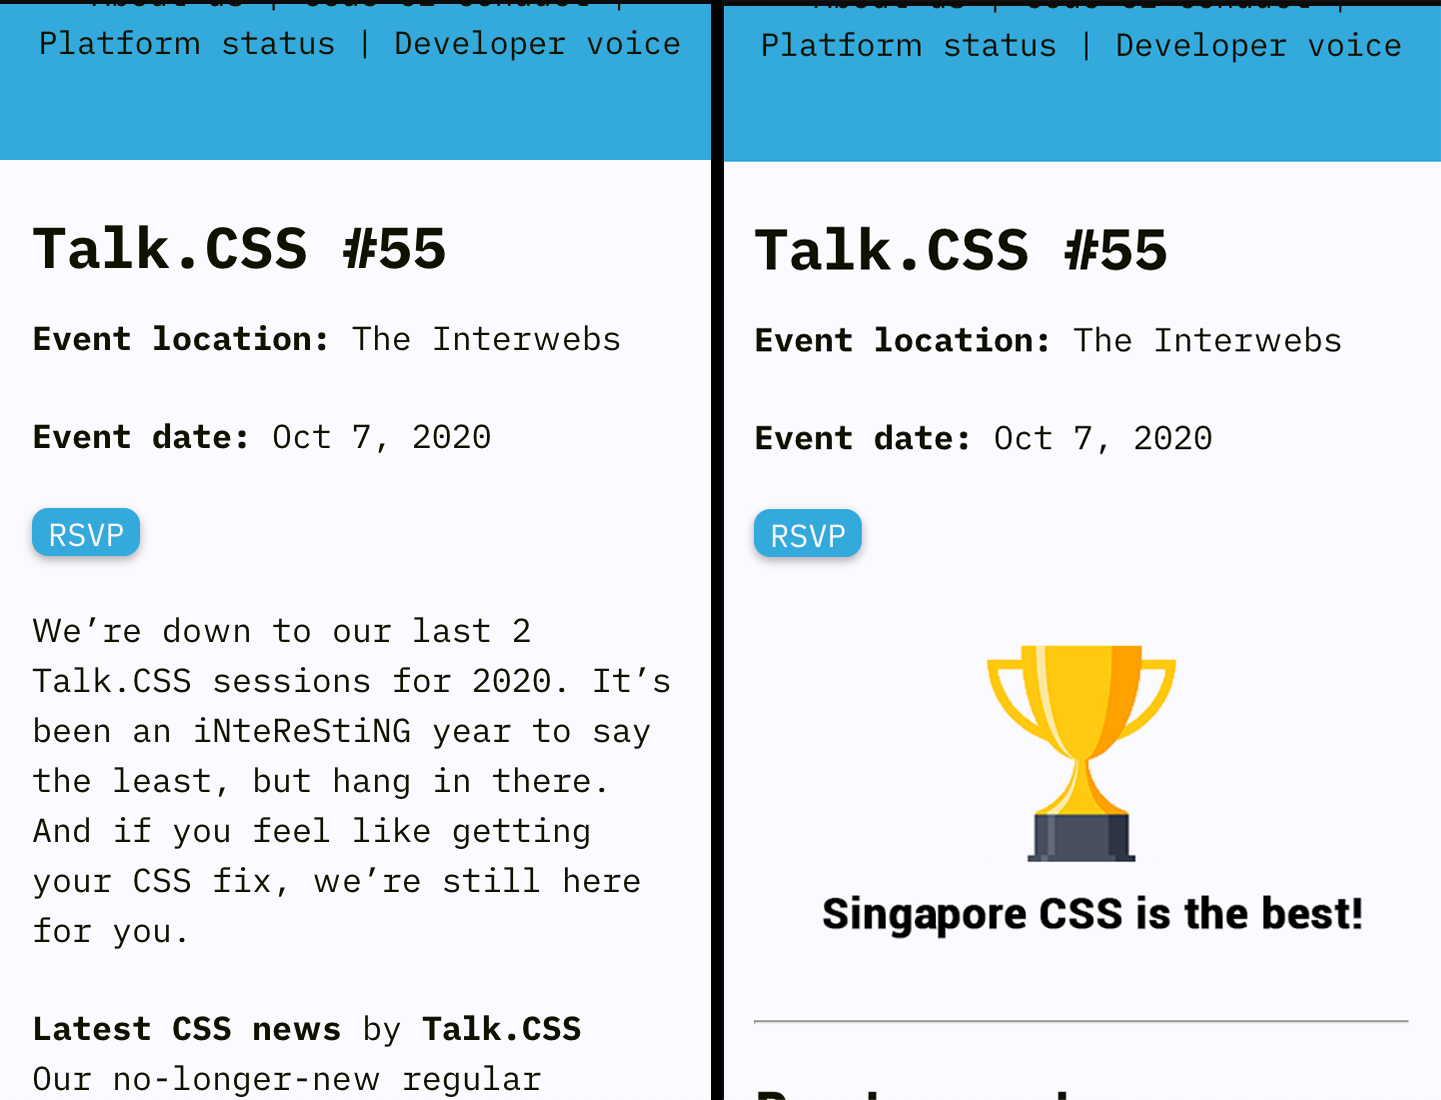 Platform status | Developer voice
Talk.CSS #55
Event location: The Interwebs
Event date: Oct 7, 2020
RSVP
We’re down to our last 2
Talk.CSS sessions for 2020. It’s
been an iNteReStiNG year to say
the least, but hang in there.
And if you feel like getting
your CSS fix, we’re still here
for you.
Latest CSS news by Talk.CSS
Our no-longer-new regular
Platform status | Developer voice
Talk.CSS #55
Event location: The Interwebs
Event date: Oct 7, 2020
RSVP
Singapore CSS is the best!